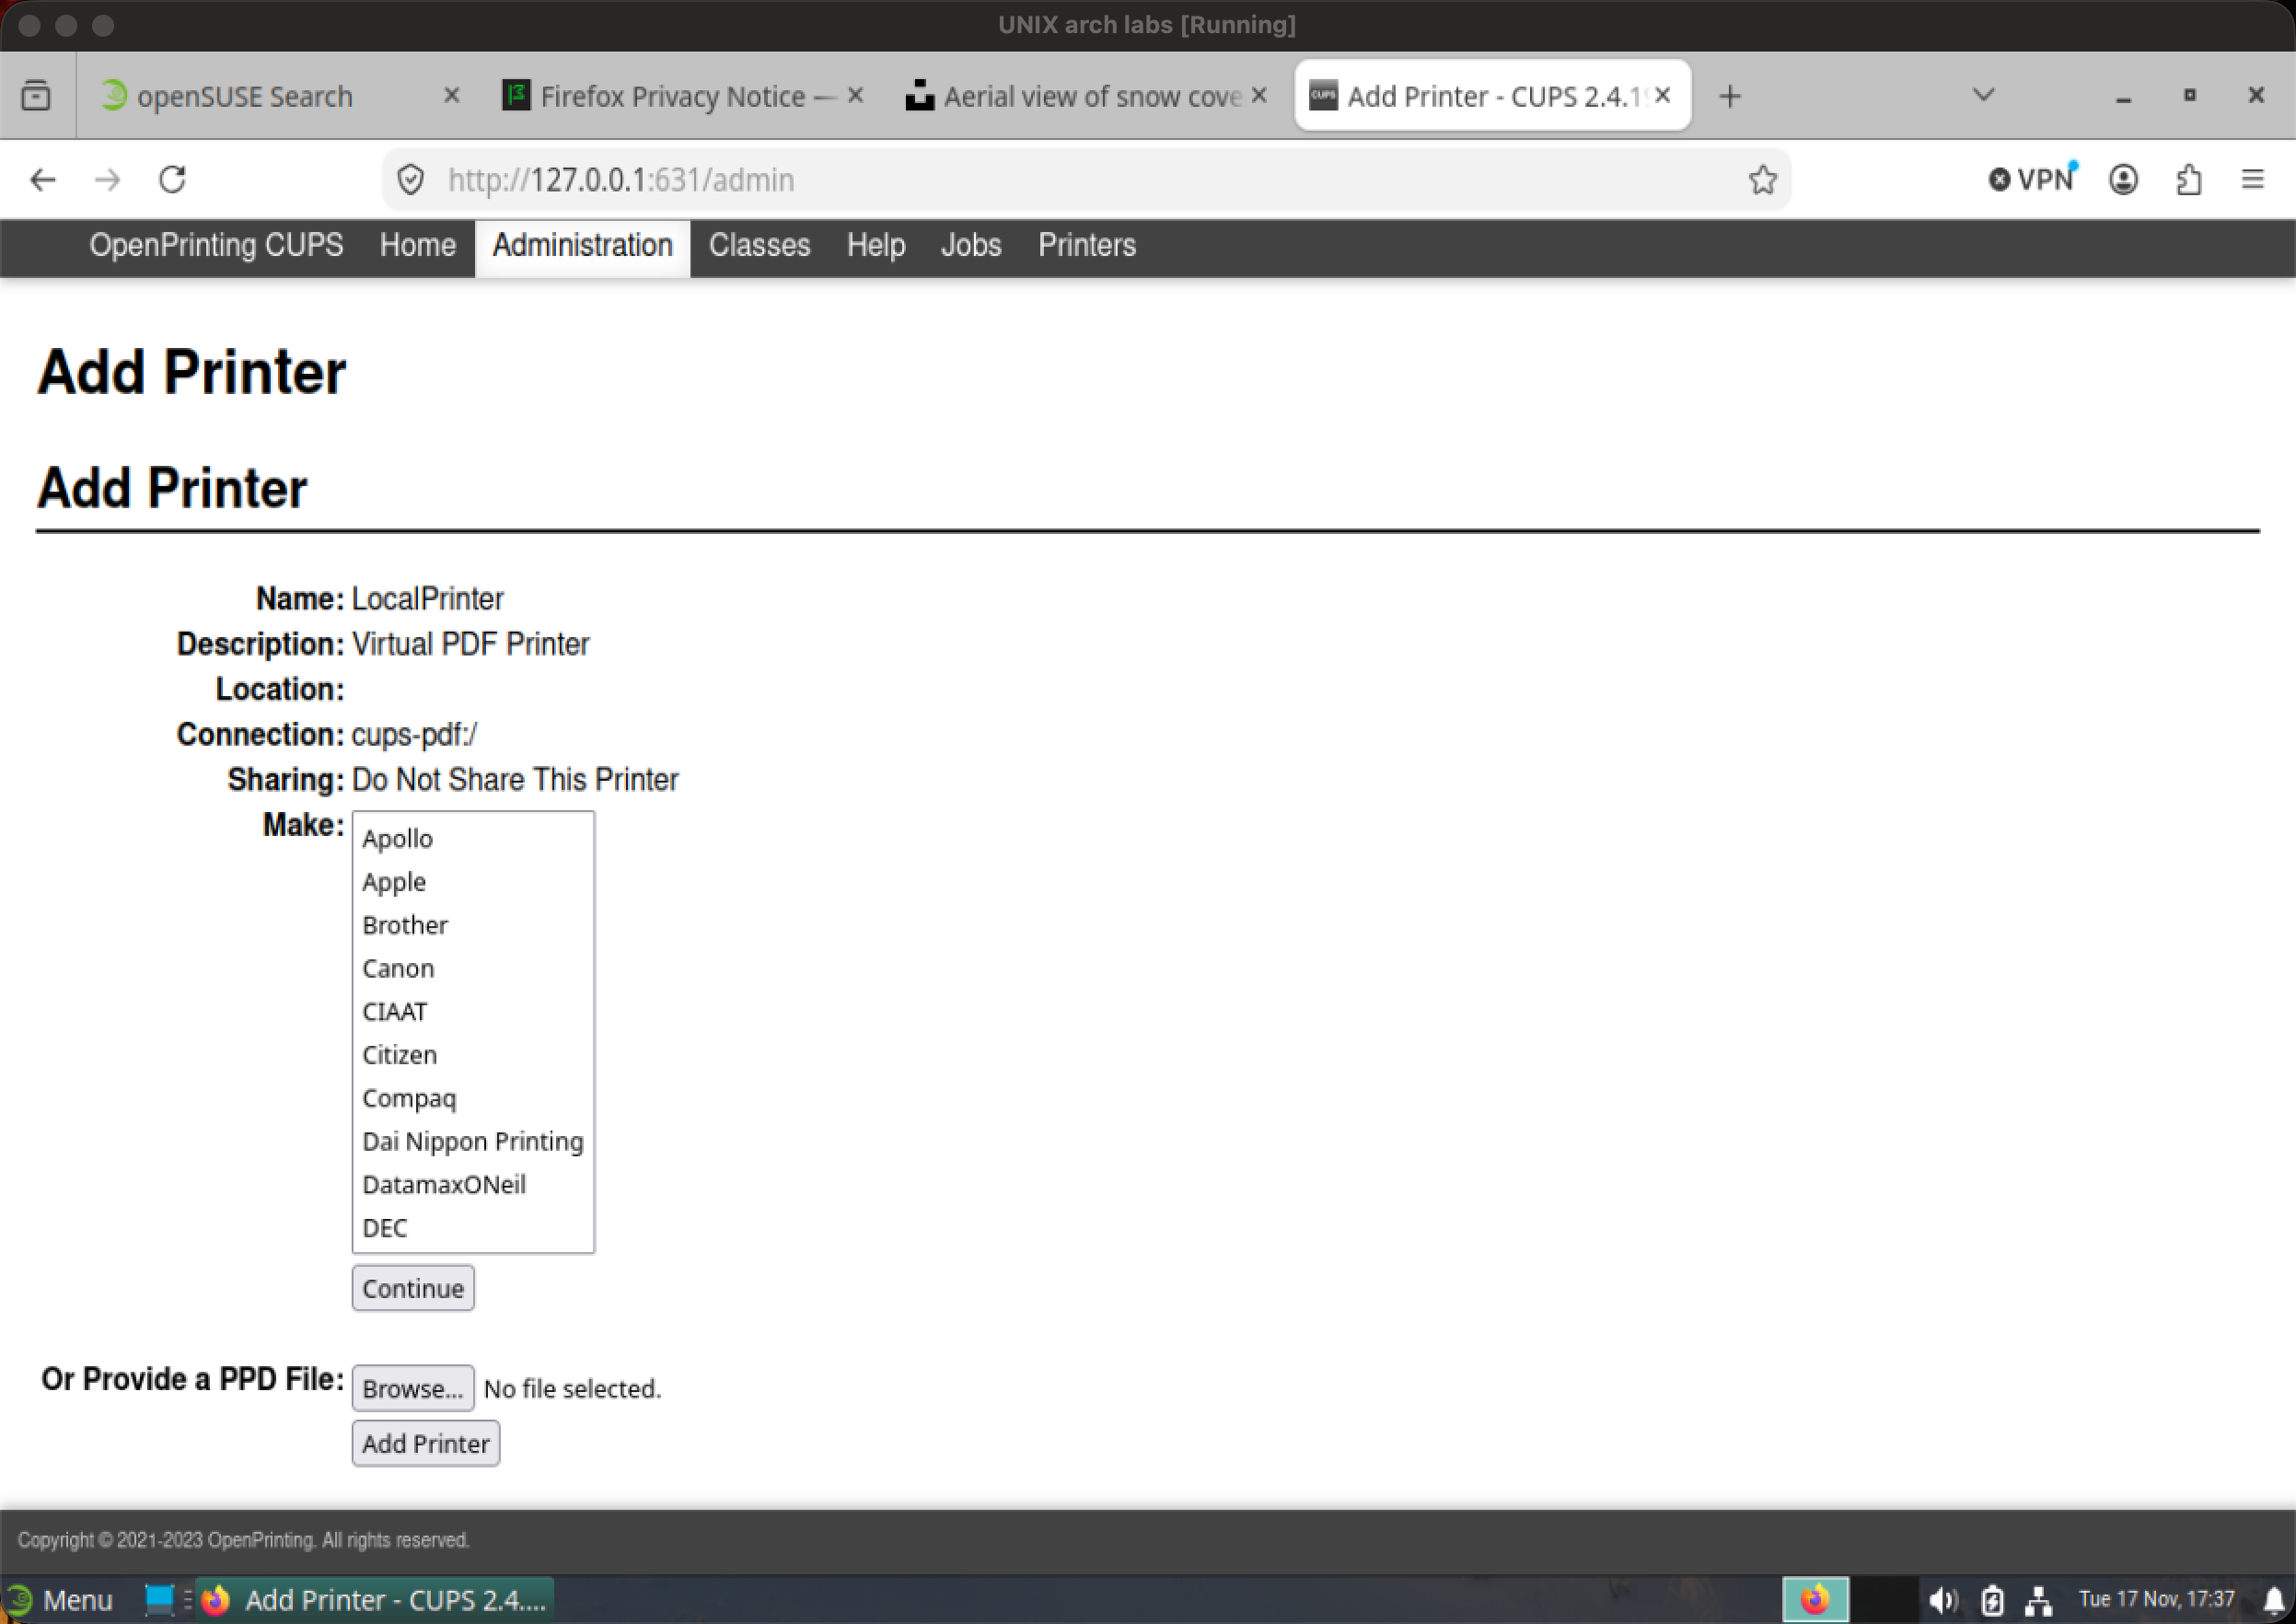 UNIX arch labs [Running]
openSUSE Search
Firefox Privacy Notice —
Aerial view of snow cove
CUPS
Add Printer - CUPS 2.4.1
http://127.0.0.1:631/admin
VPN
OpenPrinting CUPS Home Administration Classes Help Jobs Printers
Add Printer
Add Printer
Name: LocalPrinter
Description: Virtual PDF Printer
Location:
Connection: cups-pdf:/
Sharing: Do Not Share This Printer
Make:
Apollo
Apple
Brother
Canon
CIAAT
Citizen
Compaq
Dai Nippon Printing
DatamaxONeil
DEC
Continue
Or Provide a PPD File: Browse... No file selected.
Add Printer
Copyright © 2021-2023 OpenPrinting. All rights reserved.
Menu
Add Printer - CUPS 2.4....
Tue 17 Nov, 17:37